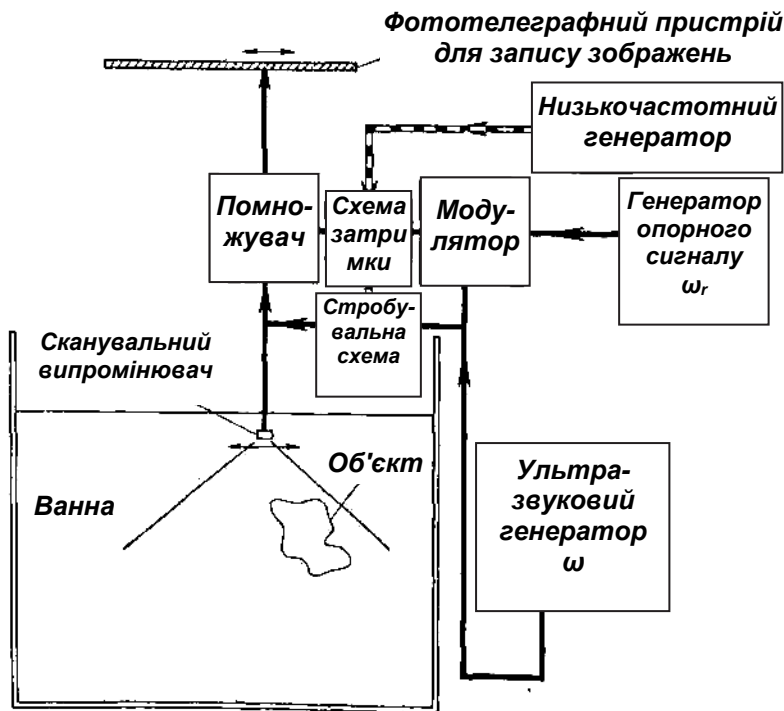 Фототелеграфний пристрій
для запису зображень
Низькочастотний
генератор
Помно-
жувач
Схема
затри
мки
Моду-
лятор
Генератор
опорного
сигналу
ωr
Стробу-
вальна
схема
Сканувальний
випромінювач
Об'єкт
Ванна
Ультра-
звуковий
генератор
ω